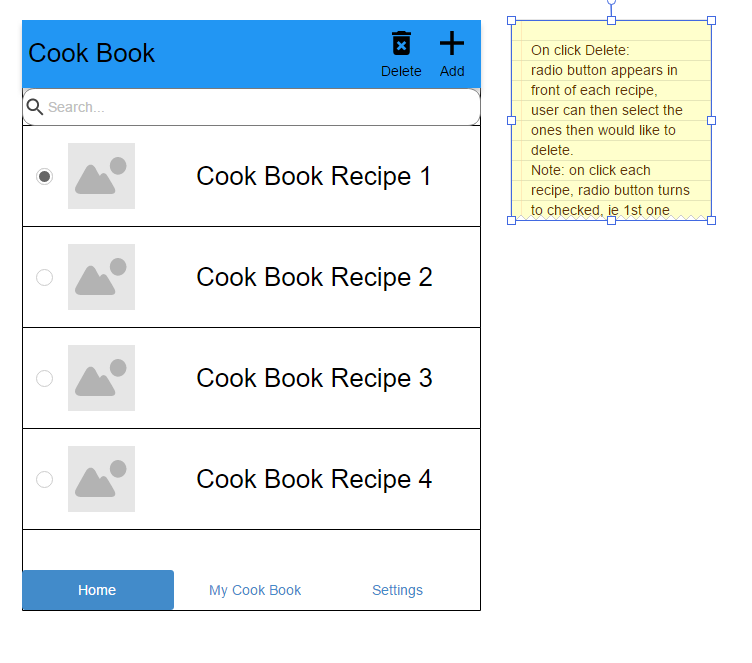 Cook Book
Delete
Add
Search...
Cook Book Recipe 1
Cook Book Recipe 2
Cook Book Recipe 3
Cook Book Recipe 4
Home
My Cook Book
Settings
On click Delete:
radio button appears in
front of each recipe,
user can then select the
ones then would like to
delete.
Note: on click each
recipe, radio button turns
to checked, ie 1st one